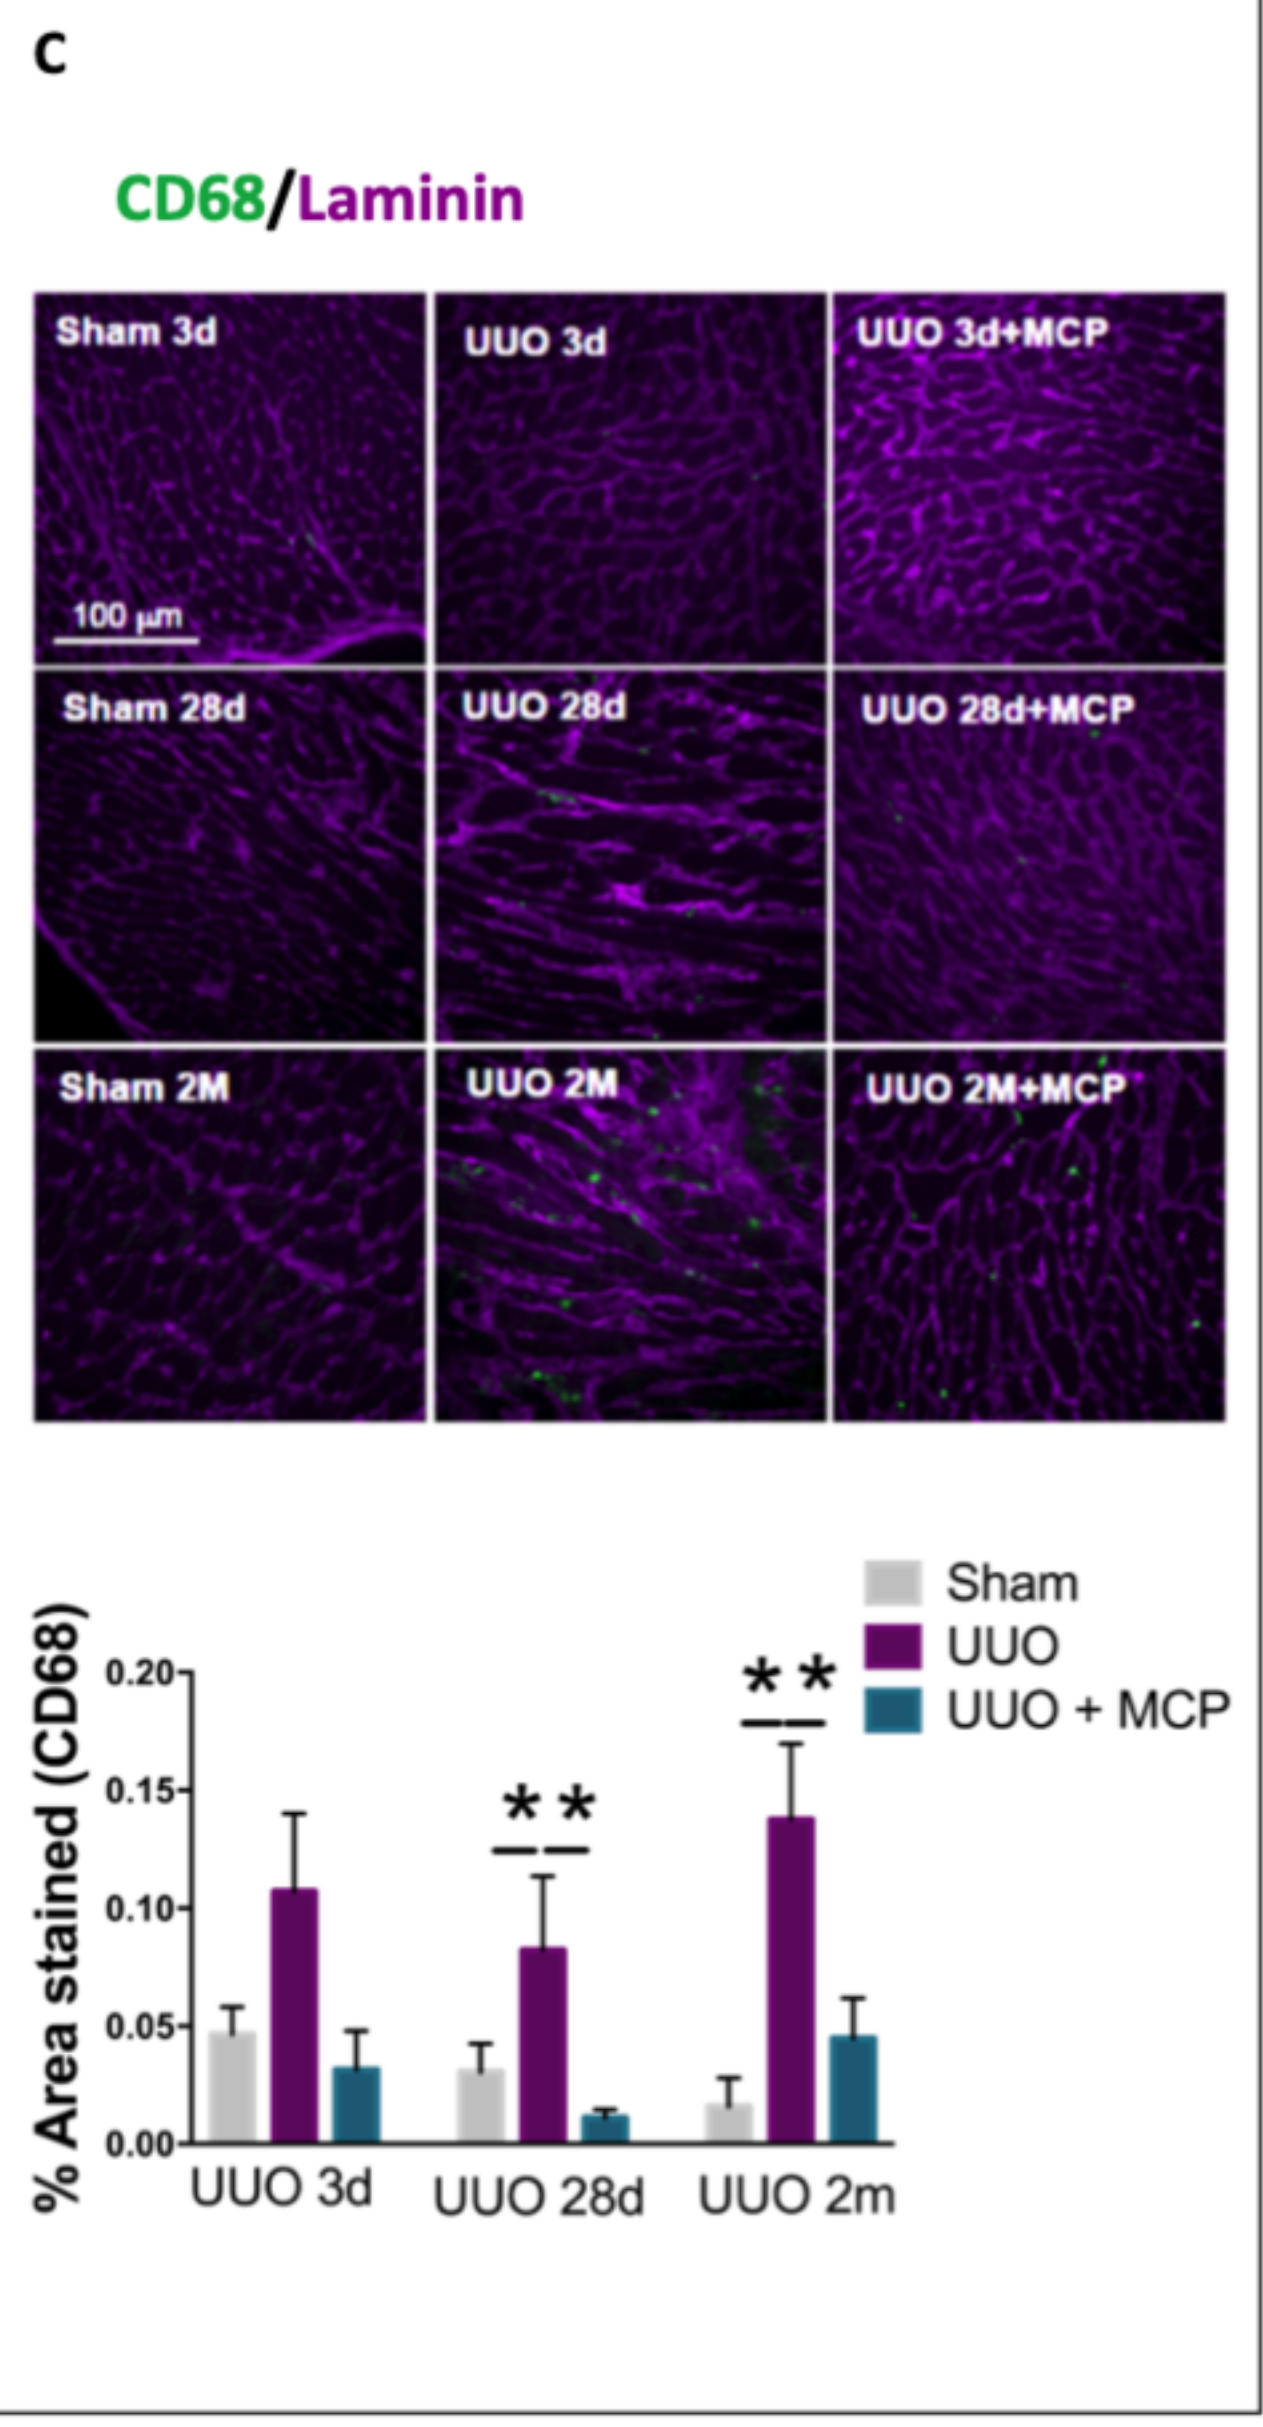 C
CD68/Laminin
Sham 3d
UUO 3d
UUO 3d+MCP
100 µm
Sham 28d
UUO 28d
UUO 28d+MCP
Sham 2M
UUO 2M
UUO 2M+MCP
Sham
UUO
UUO + MCP
% Area stained (CD68)
0.20
0.15
0.10
0.05
0.00
* *
* *
UUO 3d
UUO 28d
UUO 2m